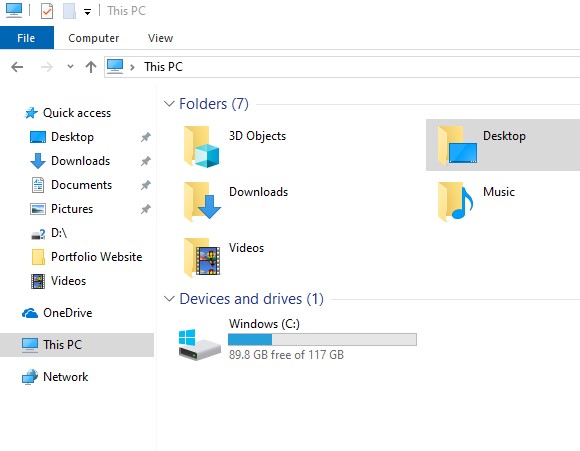 This PC
File Computer View
This PC
Quick access
Desktop
Downloads
Documents
Pictures
D:\
Portfolio Website
Videos
OneDrive
This PC
Network
Folders (7)
3D Objects Desktop
Downloads Music
Videos
Devices and drives (1)
Windows (C:)
89.8 GB free of 117 GB